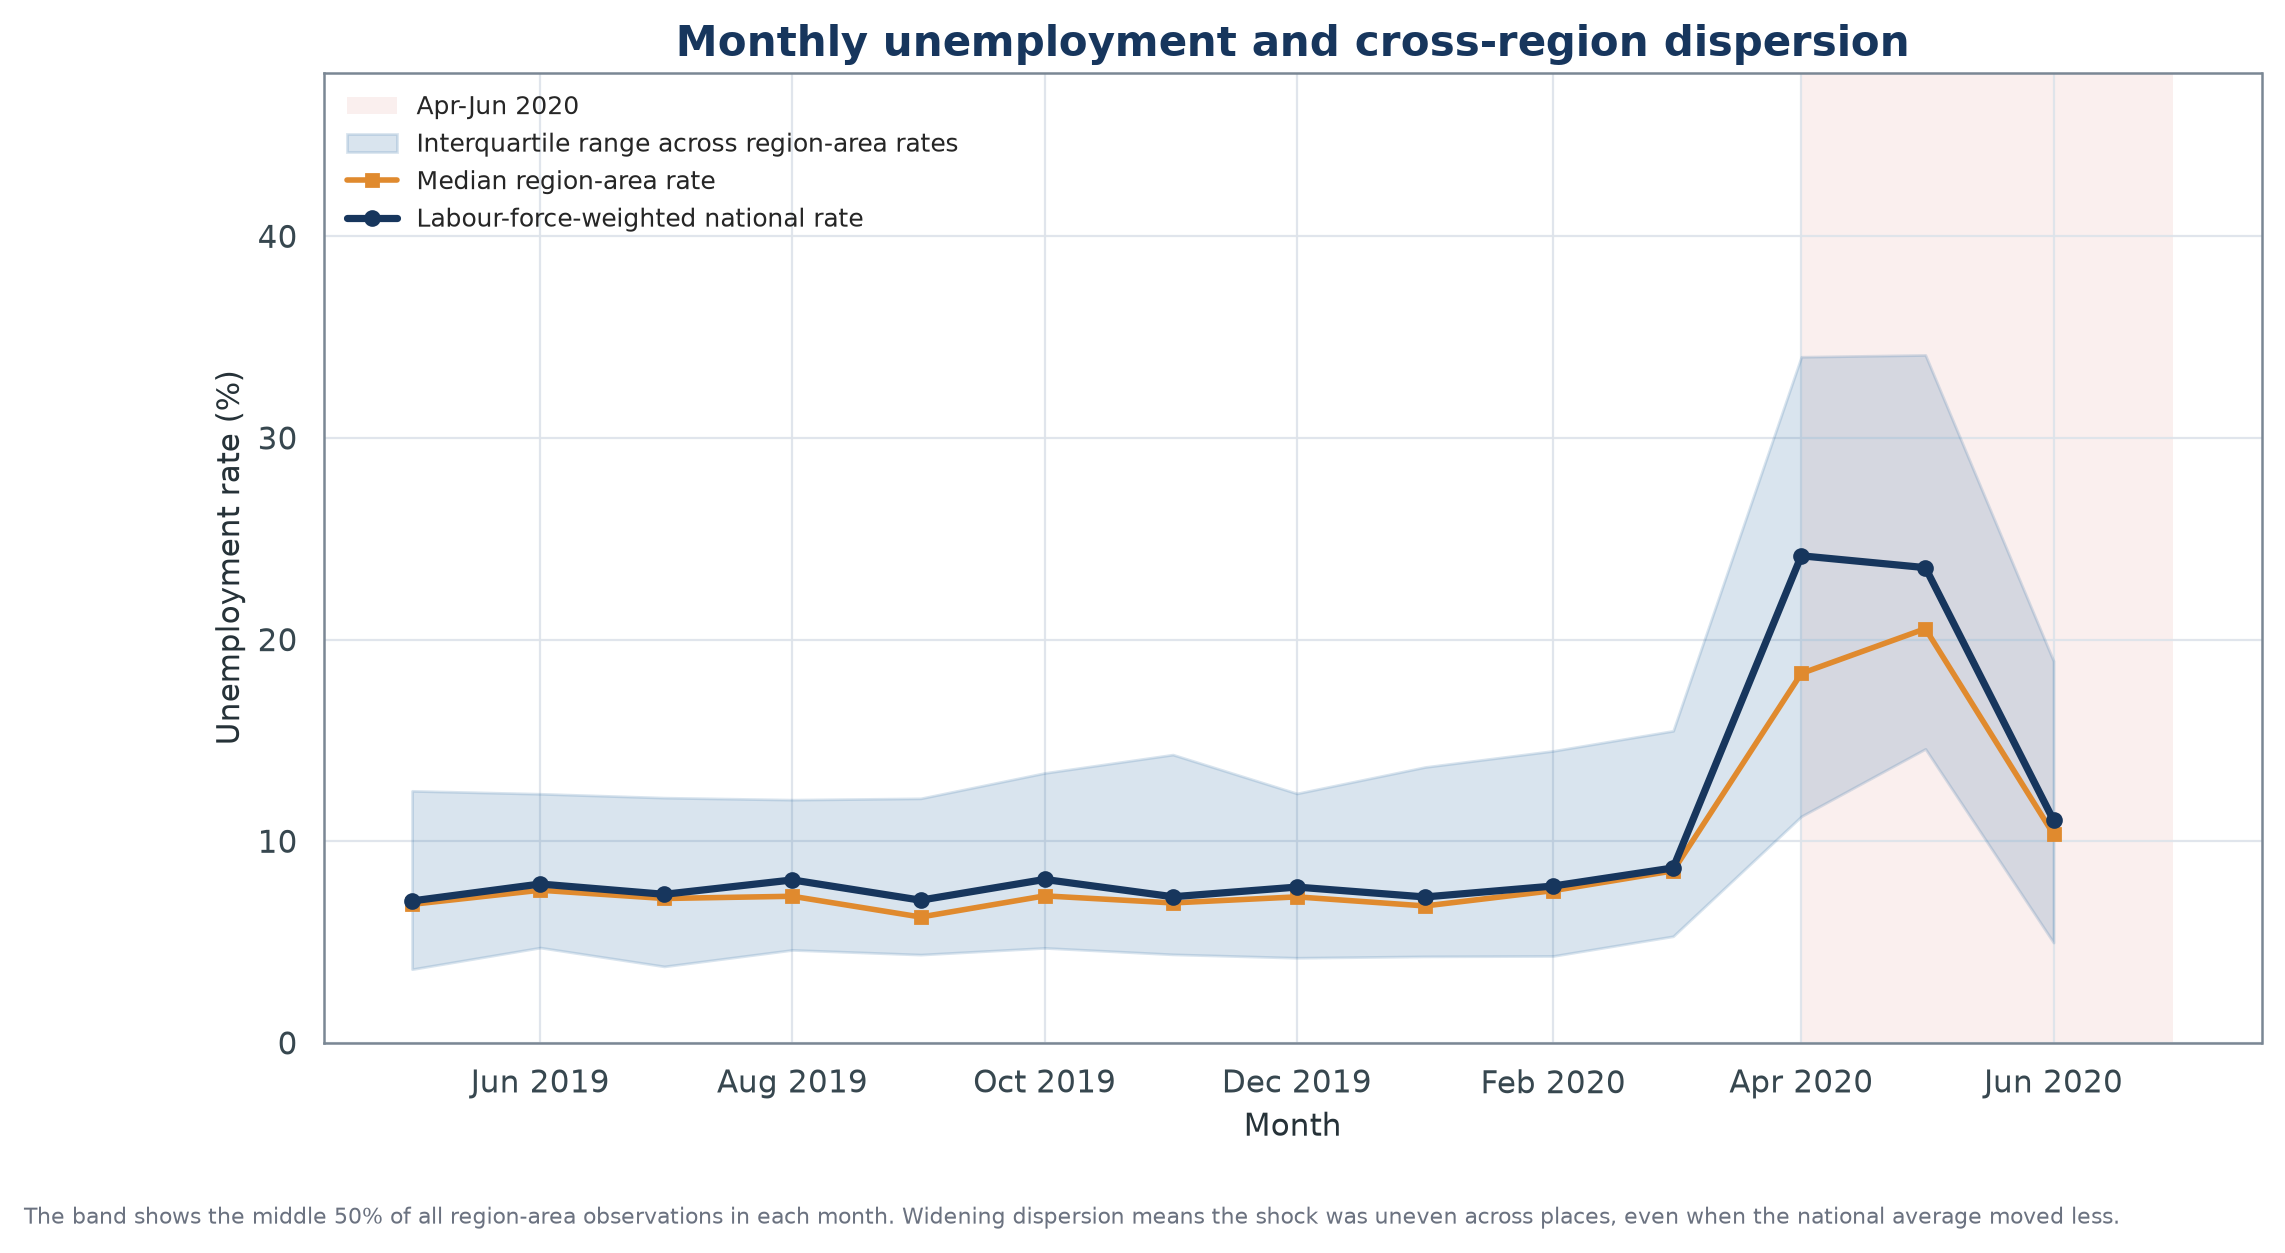 Monthly unemployment and cross-region dispersion
Apr-Jun 2020
Interquartile range across region-area rates
Median region-area rate
Labour-force-weighted national rate
Unemployment rate (%)
40
30
20
10
0
Jun 2019 Aug 2019 Oct 2019 Dec 2019 Feb 2020 Apr 2020 Jun 2020
Month
The band shows the middle 50% of all region-area observations in each month. Widening dispersion means the shock was uneven across places, even when the national average moved less.